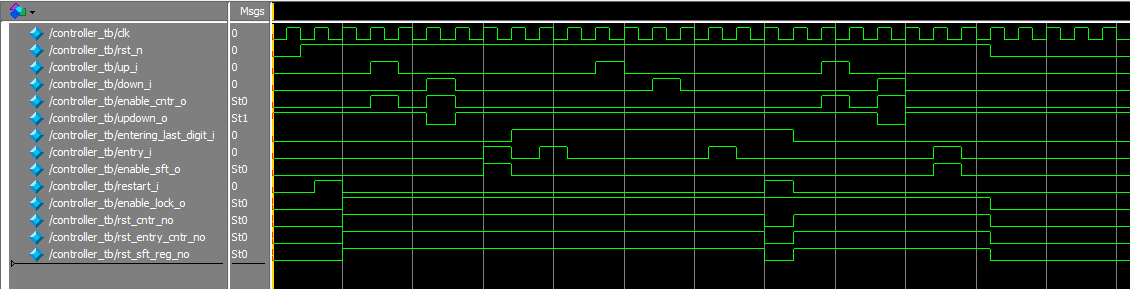 Msgs
/controller_tb/clk 0
/controller_tb/rst_n 0
/controller_tb/up_i 0
/controller_tb/down_i 0
/controller_tb/enable_cntr_o St0
/controller_tb/updown_o St1
/controller_tb/entering_last_digit_i 0
/controller_tb/entry_i 0
/controller_tb/enable_sft_o St0
/controller_tb/restart_i 0
/controller_tb/enable_lock_o St0
/controller_tb/rst_cntr_no St0
/controller_tb/rst_entry_cntr_no St0
/controller_tb/rst_sft_reg_no St0